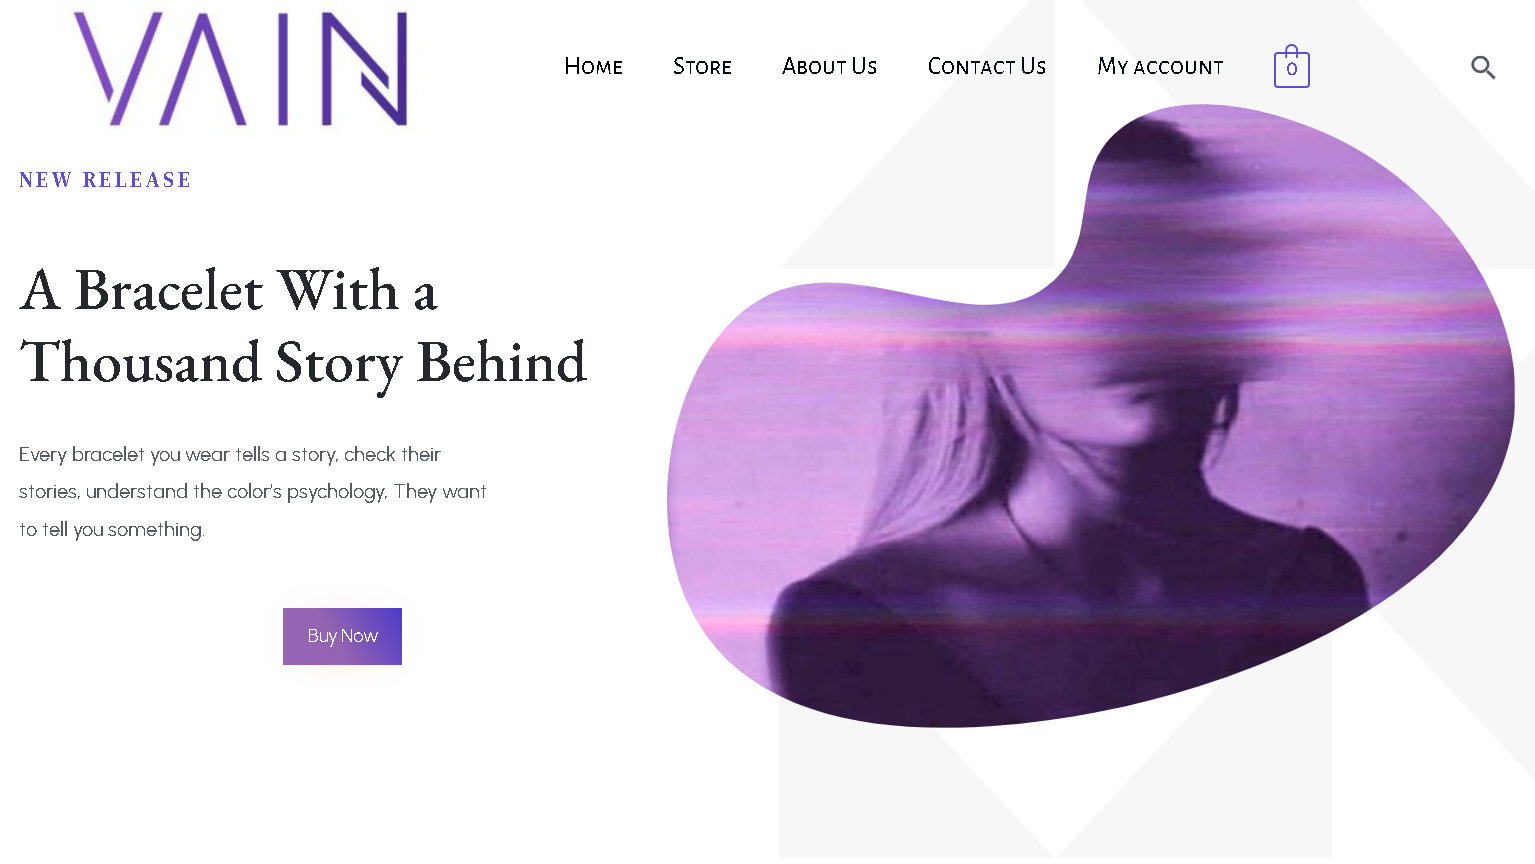 VAIN
Home Store About Us Contact Us My account 0
NEW RELEASE
A Bracelet With a
Thousand Story Behind
Every bracelet you wear tells a story, check their
stories, understand the color's psychology, They want
to tell you something.
Buy Now